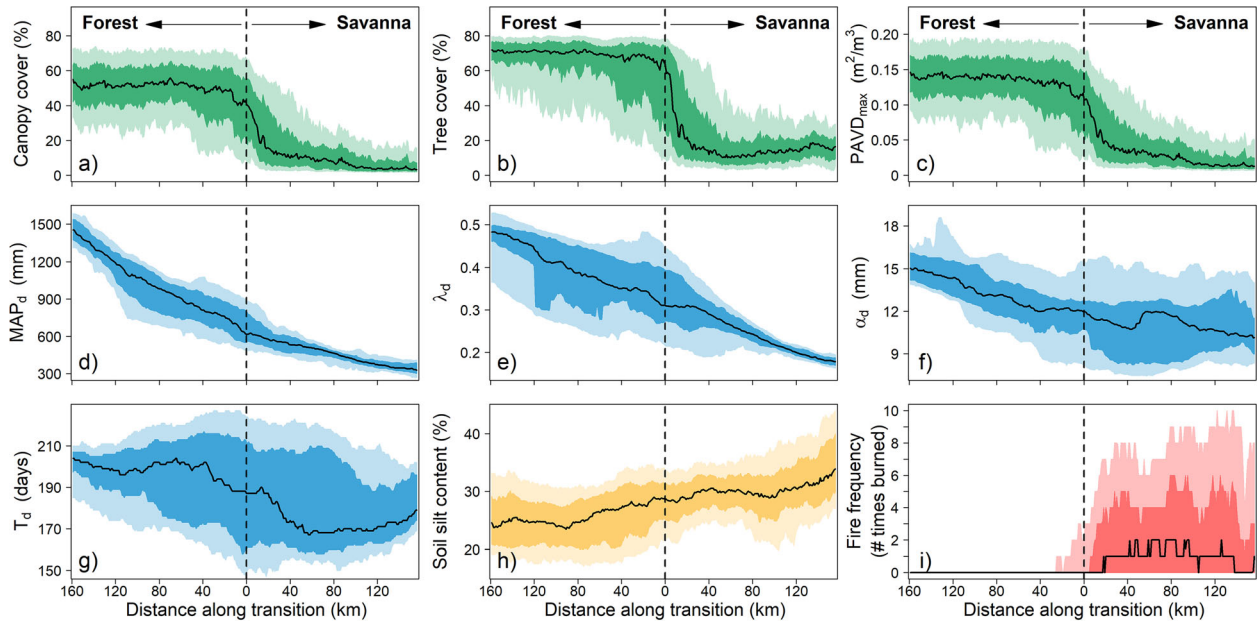 Forest Savanna
Canopy cover (%)
80
60
40
20
0
a)
Forest Savanna
Tree cover (%)
80
60
40
20
0
b)
Forest Savanna
PAVDmax (m²/m³)
0.20
0.15
0.10
0.05
0
c)
MAPd (mm)
1500
1200
900
600
300
d)
λd
0.5
0.4
0.3
0.2
e)
αd (mm)
18
15
12
9
f)
Td (days)
210
190
170
150
g)
160 120 80 40 0 40 80 120
Distance along transition (km)
Soil silt content (%)
40
30
20
h)
160 120 80 40 0 40 80 120
Distance along transition (km)
Fire frequency
(# times burned)
10
8
6
4
2
0
i)
160 120 80 40 0 40 80 120
Distance along transition (km)